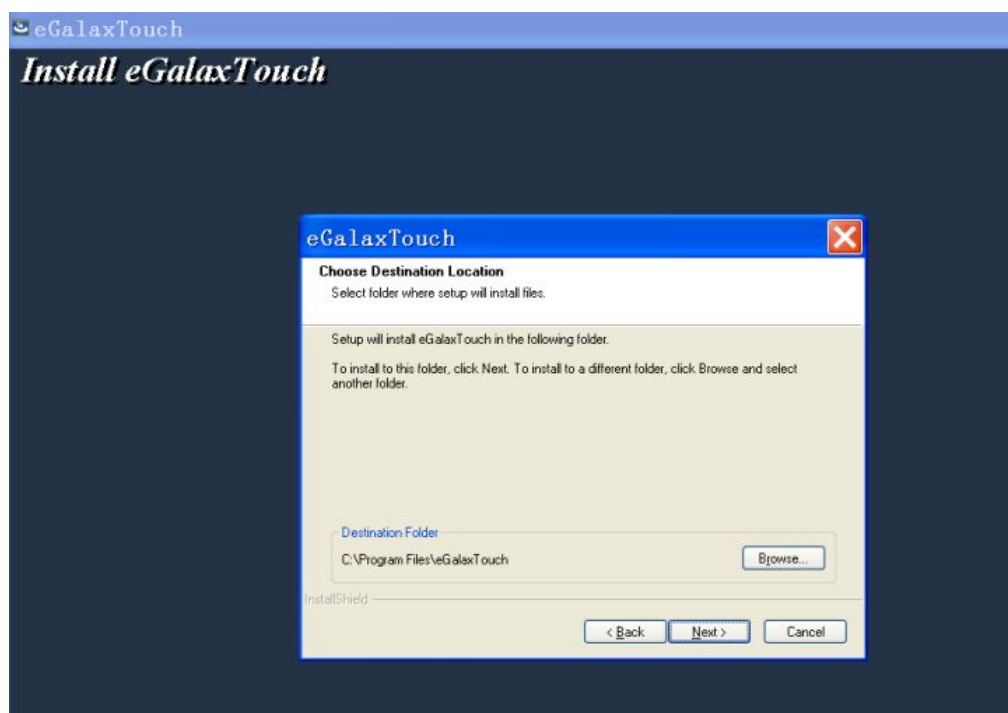 eGalaxTouch
Install eGalaxTouch
eGalaxTouch
Choose Destination Location
Select folder where setup will install files.
Setup will install eGalaxTouch in the following folder.
To install to this folder, click Next. To install to a different folder, click Browse and select
another folder.
Destination Folder
C:\Program Files\eGalaxTouch
Browse...
InstallShield
< Back
Next >
Cancel